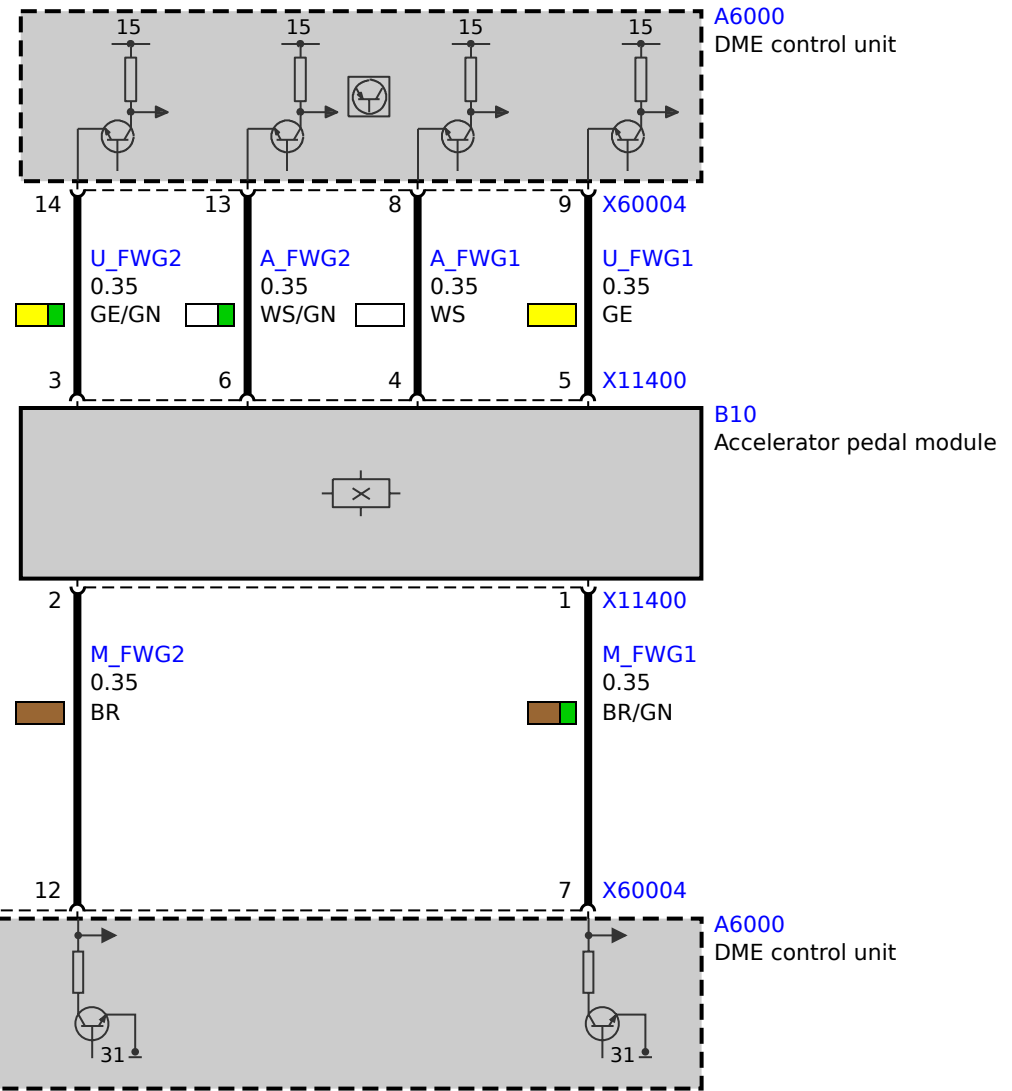 15 15 15 15
A6000
DME control unit
14 13 8 9 X60004
U_FWG2 A_FWG2 A_FWG1 U_FWG1
0.35 0.35 0.35 0.35
GE/GN WS/GN WS GE
3 6 4 5 X11400
B10
Accelerator pedal module
2 1 X11400
M_FWG2 M_FWG1
0.35 0.35
BR BR/GN
12 7 X60004
A6000
DME control unit
31 31